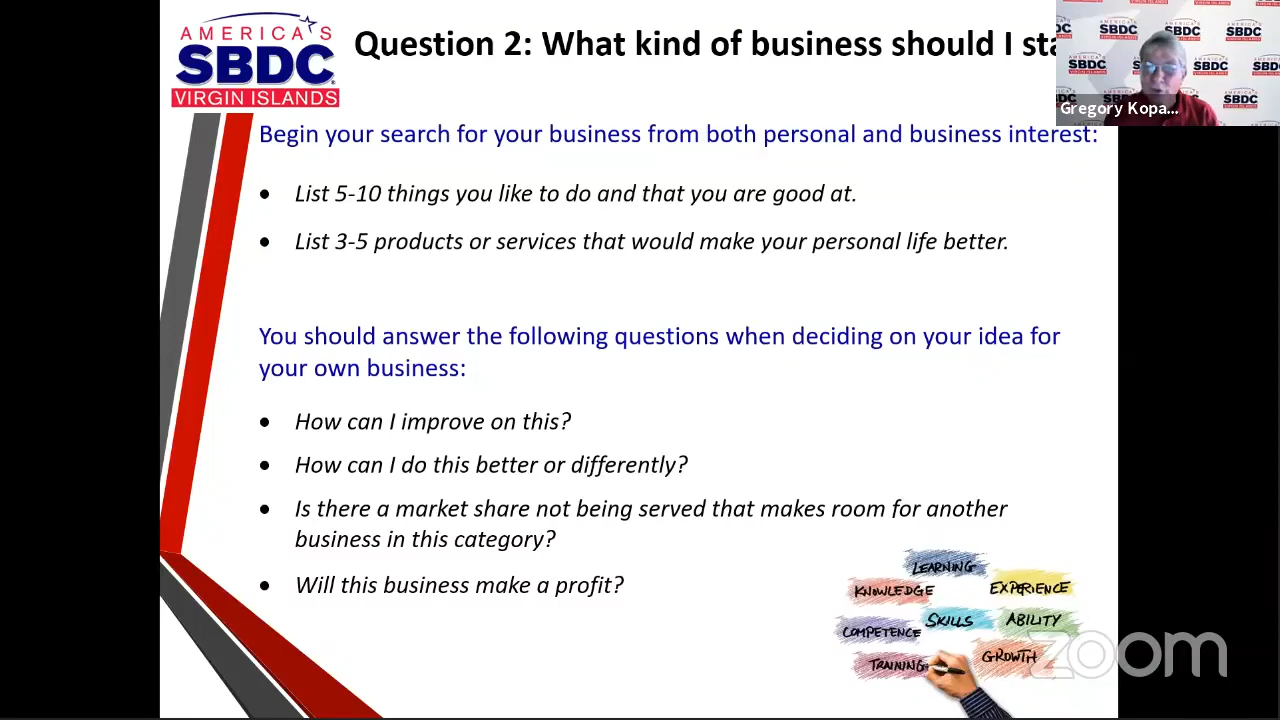 AMERICA'S
SBDC
VIRGIN ISLANDS
Question 2: What kind of business should I sta
Gregory Kopa...
Begin your search for your business from both personal and business interest:
• List 5-10 things you like to do and that you are good at.
• List 3-5 products or services that would make your personal life better.
You should answer the following questions when deciding on your idea for
your own business:
• How can I improve on this?
• How can I do this better or differently?
• Is there a market share not being served that makes room for another
business in this category?
• Will this business make a profit?
LEARNING
KNOWLEDGE
EXPERIENCE
SKILLS
ABILITY
COMPETENCE
TRAINING
GROWTH
zoom